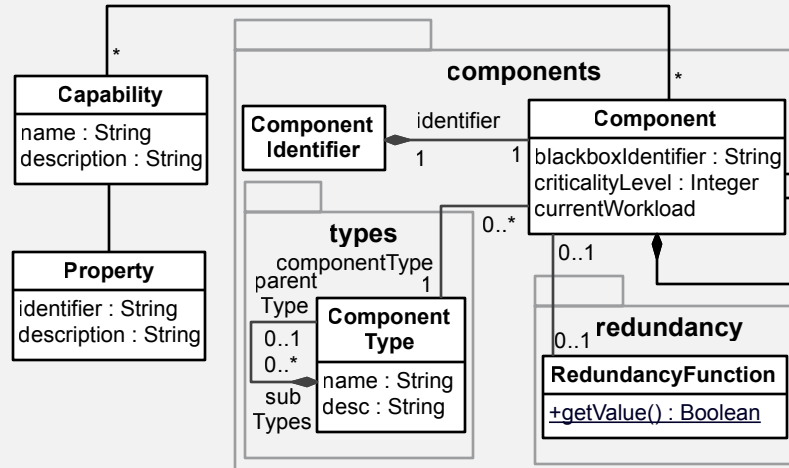 *
*
components
Capability
name : String
description : String
Component
Identifier
identifier
1
1
Component
blackboxIdentifier : String
criticalityLevel : Integer
currentWorkload
0..*
0..1
types
componentType
1
Property
identifier : String
description : String
parent
Type
0..1
0..*
sub
Types
Component
Type
name : String
desc : String
redundancy
0..1
RedundancyFunction
+getValue() : Boolean